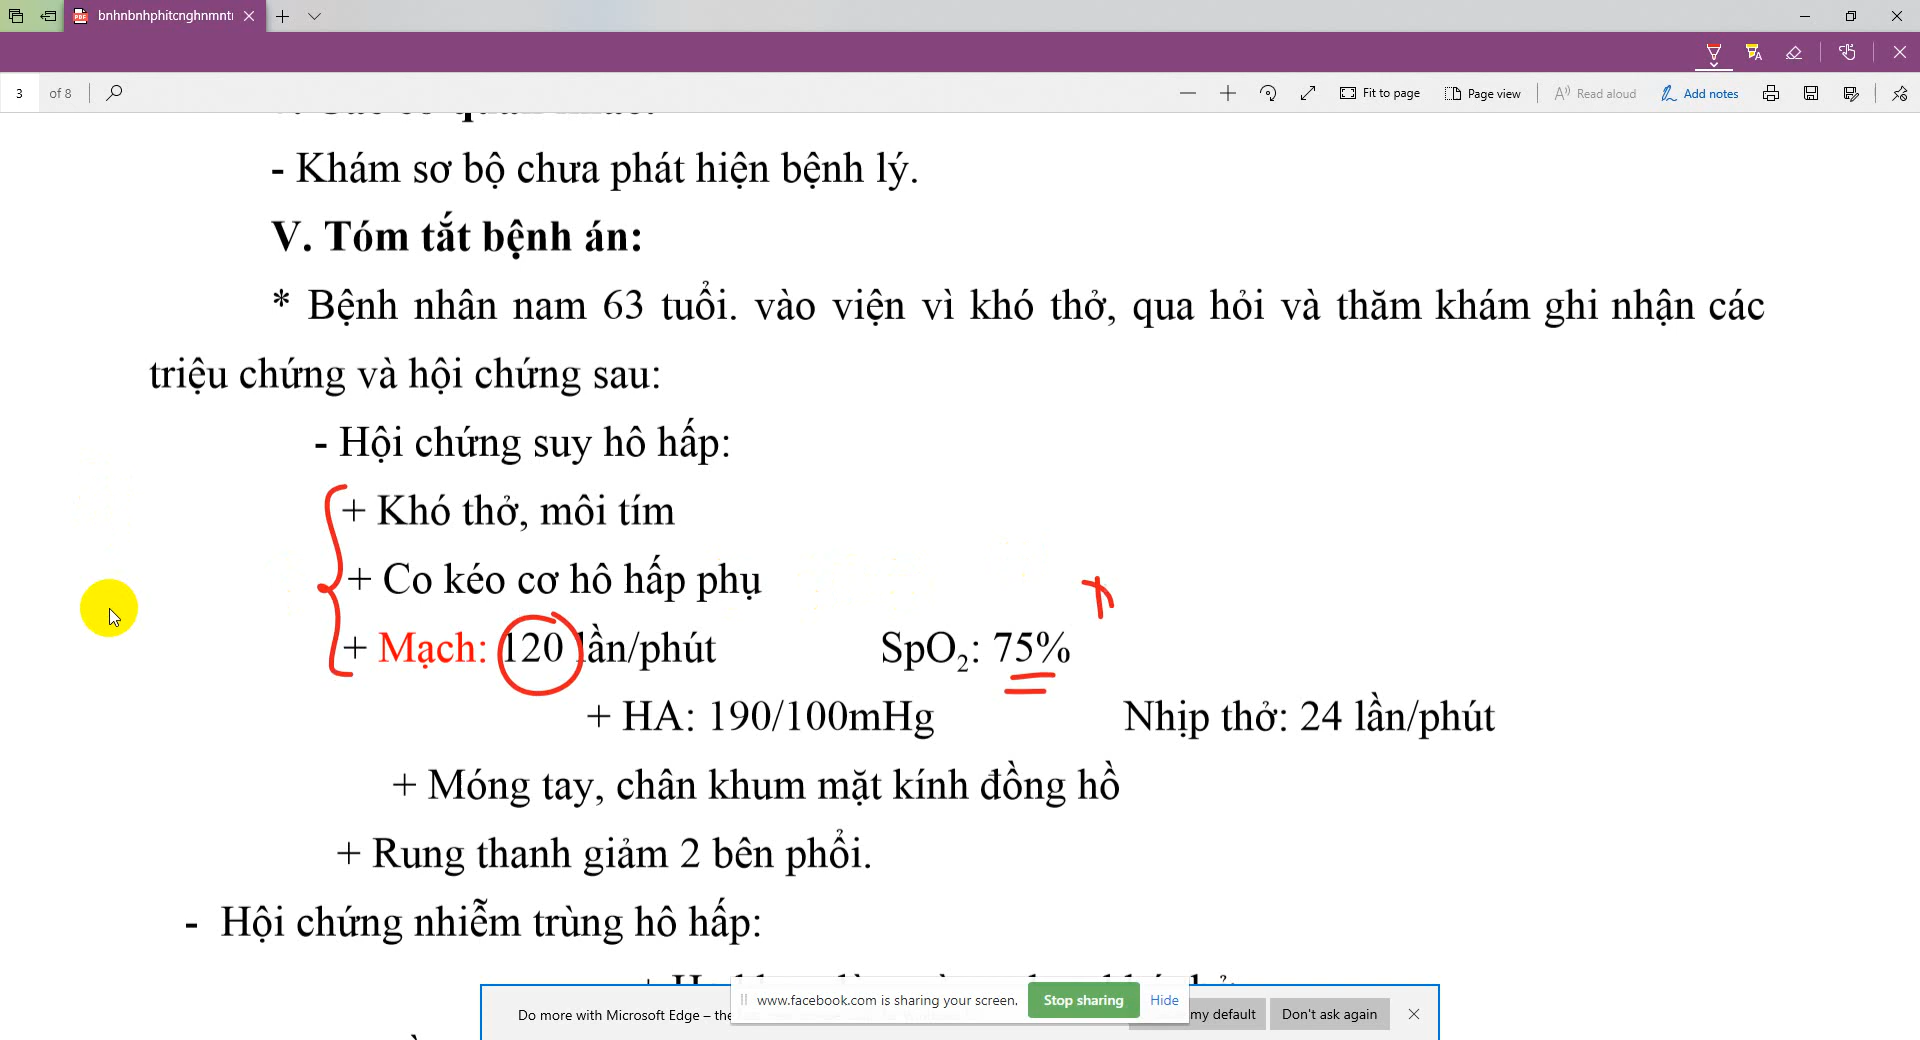 bnhnbnhphitcnghnmnt
3 of 8
Fit to page
Page view
Read aloud
Add notes
- Khám sơ bộ chưa phát hiện bệnh lý.
V. Tóm tắt bệnh án:
* Bệnh nhân nam 63 tuổi. vào viện vì khó thở, qua hỏi và thăm khám ghi nhận các
triệu chứng và hội chứng sau:
- Hội chứng suy hô hấp:
+ Khó thở, môi tím
+ Co kéo cơ hô hấp phụ
+ Mạch: 120 lần/phút SpO₂: 75%
+ HA: 190/100mHg Nhịp thở: 24 lần/phút
+ Móng tay, chân khum mặt kính đồng hồ
+ Rung thanh giảm 2 bên phổi.
- Hội chứng nhiễm trùng hô hấp:
www.facebook.com is sharing your screen. Stop sharing Hide
Do more with Microsoft Edge – the my default Don't ask again